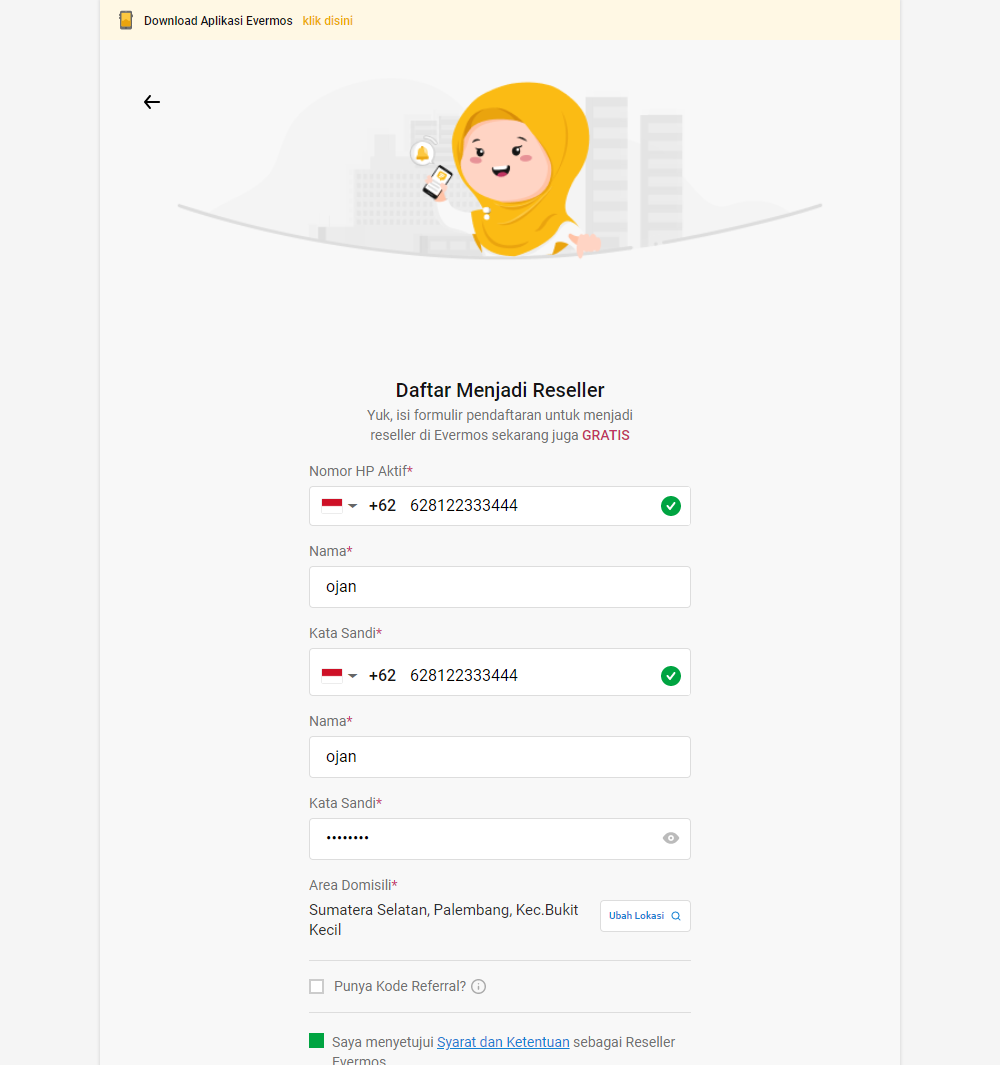 Download Aplikasi Evermos klik disini
Daftar Menjadi Reseller
Yuk, isi formulir pendaftaran untuk menjadi
reseller di Evermos sekarang juga GRATIS
Nomor HP Aktif*
+62 628122333444
Nama*
ojan
Kata Sandi*
+62 628122333444
Nama*
ojan
Kata Sandi*
••••••••
Area Domisili*
Sumatera Selatan, Palembang, Kec.Bukit
Kecil
Ubah Lokasi
Punya Kode Referral?
Saya menyetujui Syarat dan Ketentuan sebagai Reseller
Evermos